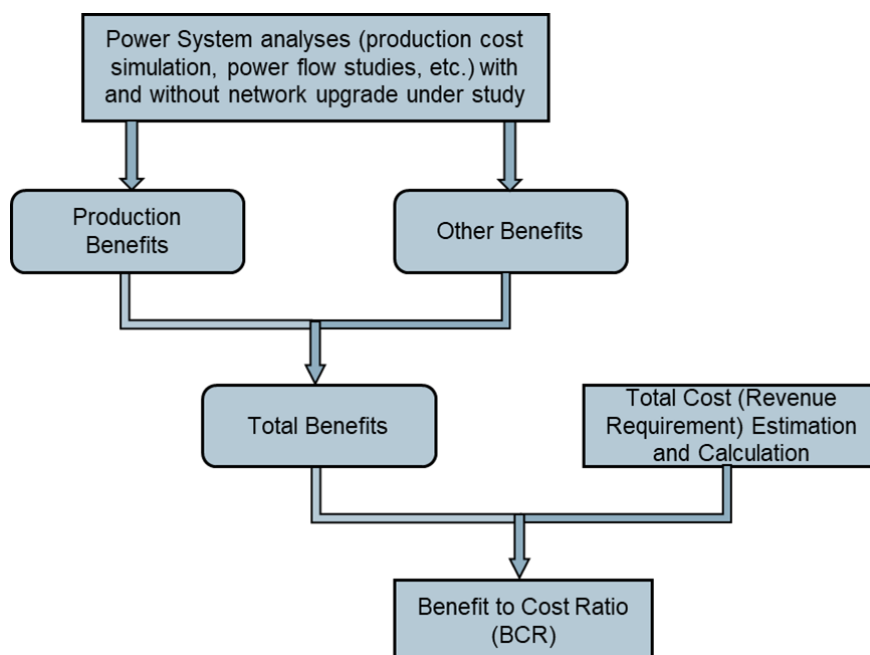 Power System analyses (production cost
simulation, power flow studies, etc.) with
and without network upgrade under study
Production
Benefits
Other Benefits
Total Benefits
Total Cost (Revenue
Requirement) Estimation
and Calculation
Benefit to Cost Ratio
(BCR)